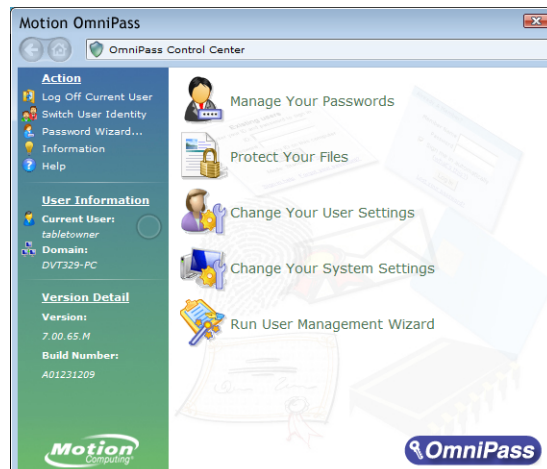 Motion OmniPass
OmniPass Control Center
Action
Log Off Current User
Switch User Identity
Password Wizard...
Information
Help
User Information
Current User:
tabletowner
Domain:
DVT329-PC
Version Detail
Version:
7.00.65.M
Build Number:
A01231209
Motion
Computing®
Manage Your Passwords
Protect Your Files
Change Your User Settings
Change Your System Settings
Run User Management Wizard
OmniPass